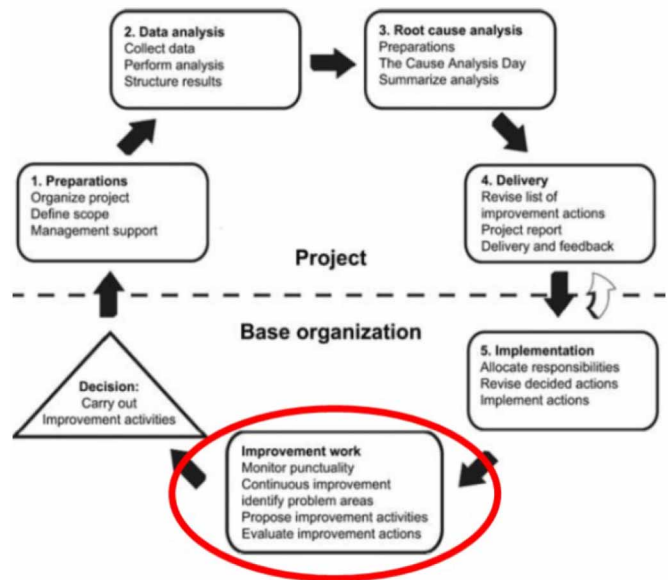 2. Data analysis
Collect data
Perform analysis
Structure results
3. Root cause analysis
Preparations
The Cause Analysis Day
Summarize analysis
1. Preparations
Organize project
Define scope
Management support
4. Delivery
Revise list of
improvement actions
Project report
Delivery and feedback
Project
Base organization
5. Implementation
Allocate responsibilities
Revise decided actions
Implement actions
Decision:
Carry out
Improvement activities
Improvement work
Monitor punctuality
Continuous improvement
identify problem areas
Propose improvement activities
Evaluate improvement actions